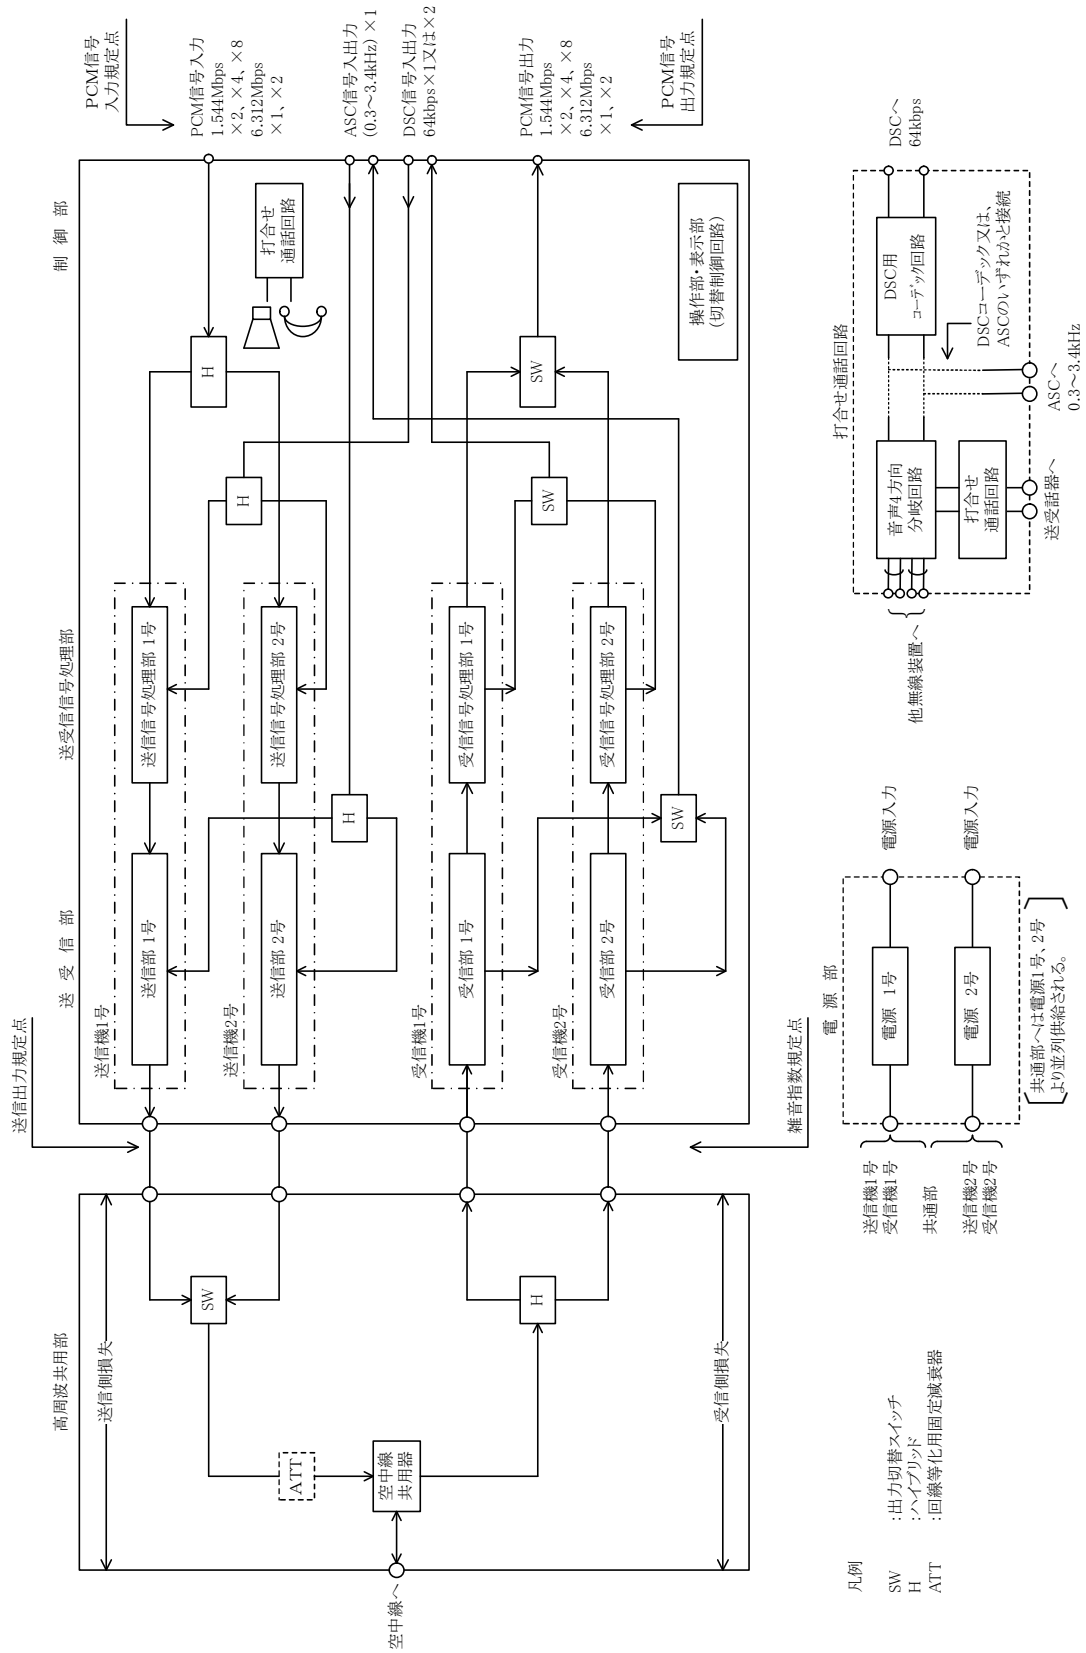 高周波共用部
送信側損失
SW
ATT
空中線
共用器
空中線へ
H
受信側損失
送信出力規定点
雑音指数規定点
送 受 信 部
送受信信号処理部
制 御 部
送信機1号
送信部 1号
送信信号処理部 1号
送信機2号
送信部 2号
送信信号処理部 2号
H
H
H
打合せ
通話回路
受信機1号
受信部 1号
受信信号処理部 1号
受信機2号
受信部 2号
受信信号処理部 2号
SW
SW
SW
操作部・表示部
(切替制御回路)
PCM信号
入力規定点
PCM信号入力
1.544Mbps
×2、×4、×8
6.312Mbps
×1、×2
ASC信号入出力
(0.3～3.4kHz) ×1
DSC信号入出力
64kbps×1又は×2
PCM信号出力
1.544Mbps
×2、×4、×8
6.312Mbps
×1、×2
PCM信号
出力規定点
凡例
SW :出力切替スイッチ
H :ハイブリッド
ATT :回線等化用固定減衰器
電 源 部
送信機1号
受信機1号
共通部
送信機2号
受信機2号
電源 1号
電源 2号
電源入力
電源入力
共通部へは電源1号、2号
より並列供給される。
打合せ通話回路
他無線装置へ
音声4方向
分岐回路
打合せ
通話回路
送受話器へ
DSC用
コーデック回路
DSCコーデック又は、
ASCのいずれかと接続
ASCへ
0.3～3.4kHz
DSCへ
64kbps